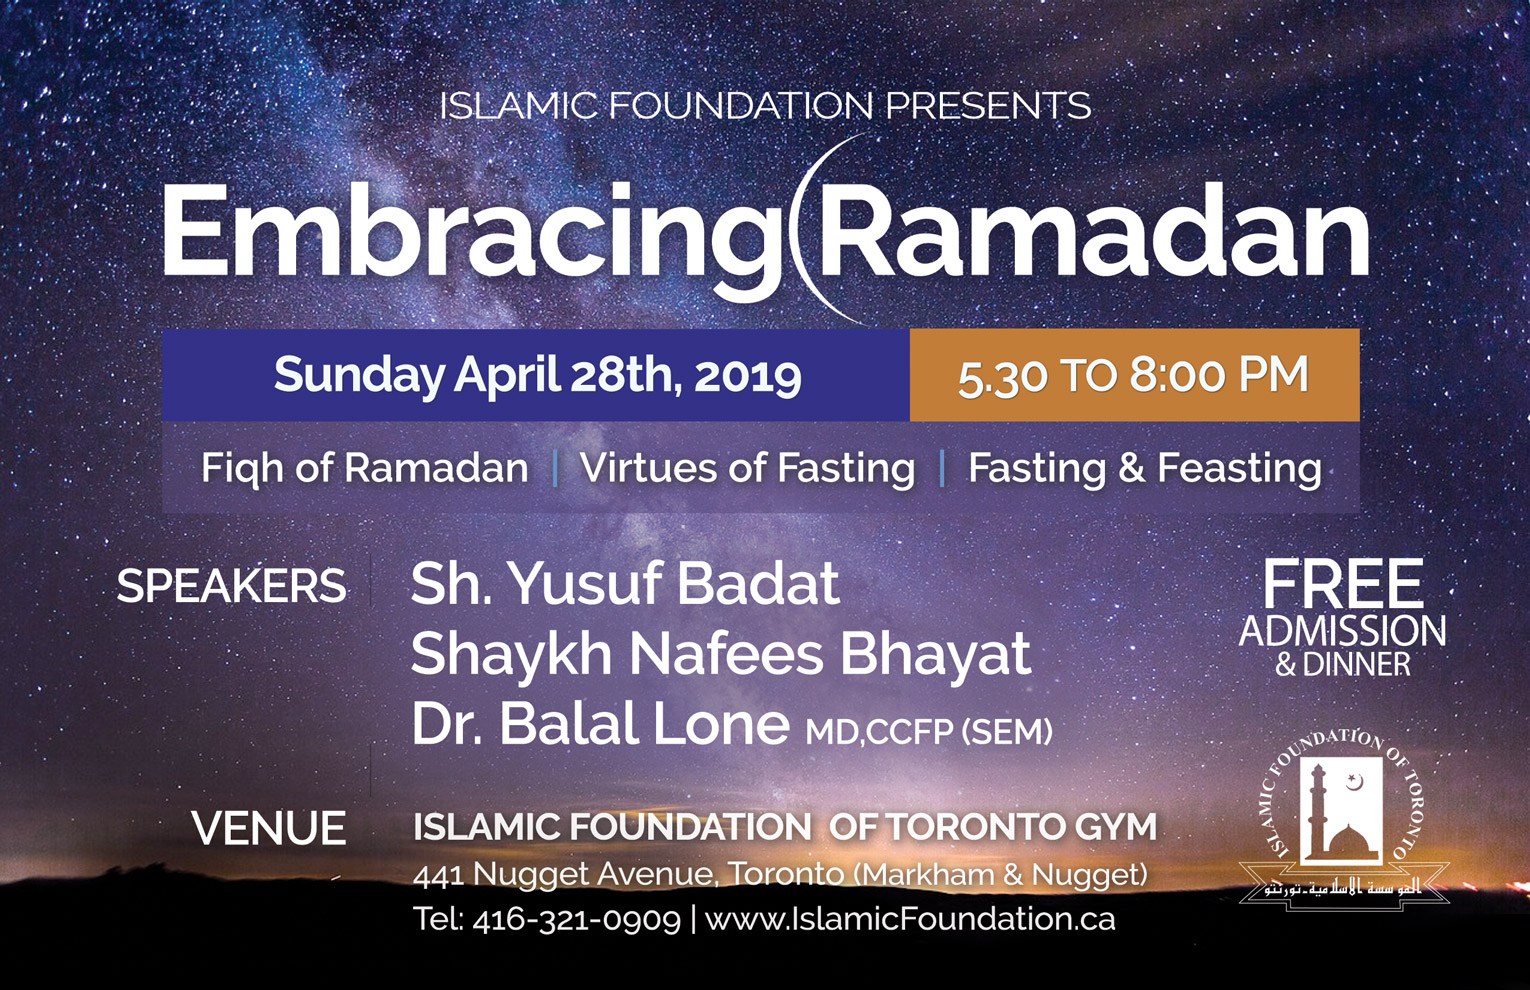 ISLAMIC FOUNDATION PRESENTS
Embracing Ramadan
Sunday April 28th, 2019
5.30 TO 8:00 PM
Fiqh of Ramadan | Virtues of Fasting | Fasting & Feasting
SPEAKERS
Sh. Yusuf Badat
Shaykh Nafees Bhayat
Dr. Balal Lone MD,CCFP (SEM)
FREE
ADMISSION
& DINNER
VENUE
ISLAMIC FOUNDATION OF TORONTO GYM
441 Nugget Avenue, Toronto (Markham & Nugget)
Tel: 416-321-0909 | www.IslamicFoundation.ca
ISLAMIC FOUNDATION OF TORONTO
المؤسسة الاسلامية-تورنتو